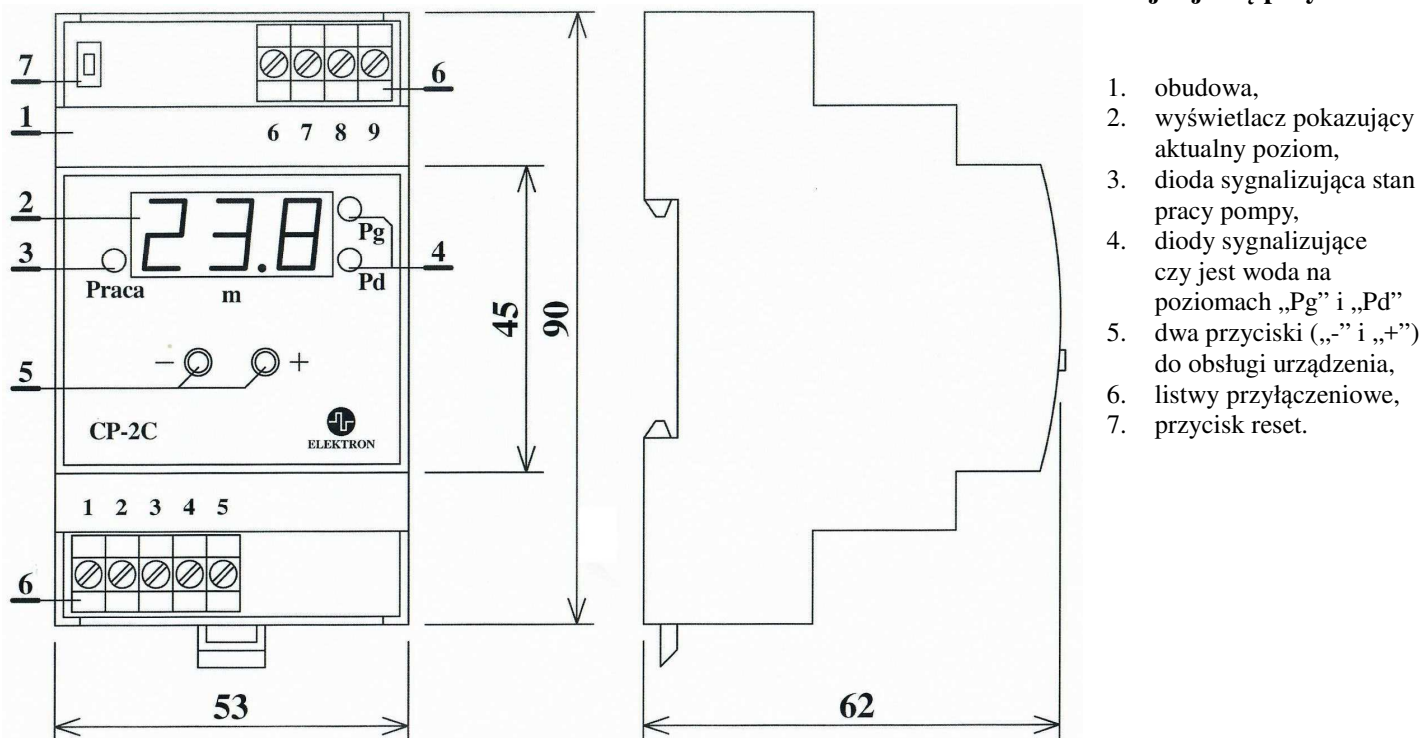 7
6
1
6 7 8 9
2
23.8
Pg
3
4
Praca
m
Pd
45
90
- +
5
CP-2C
ELEKTRON
1 2 3 4 5
6
53
62
1. obudowa,
2. wyświetlacz pokazujący
aktualny poziom,
3. dioda sygnalizująca stan
pracy pompy,
4. diody sygnalizujące
czy jest woda na
poziomach „Pg” i „Pd”
5. dwa przyciski („-” i „+”)
do obsługi urządzenia,
6. listwy przyłączeniowe,
7. przycisk reset.